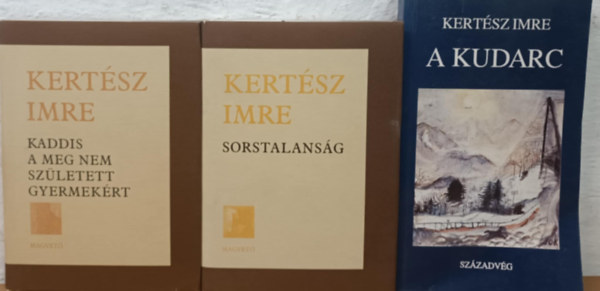 KERTÉSZ
IMRE
KADDIS
A MEG NEM
SZÜLETETT
GYERMEKÉRT
MAGVETŐ
KERTÉSZ
IMRE
SORSTALANSÁG
MAGVETŐ
KERTÉSZ IMRE
A KUDARC
SZÁZADVÉG